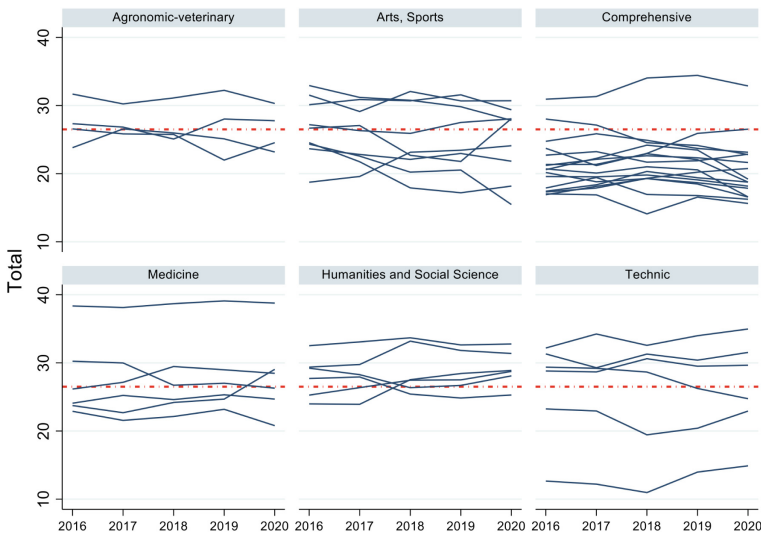 Agronomic-veterinary Arts, Sports Comprehensive
40
30
20
10
Total
Medicine Humanities and Social Science Technic
40
30
20
10
2016 2017 2018 2019 2020 2016 2017 2018 2019 2020 2016 2017 2018 2019 2020